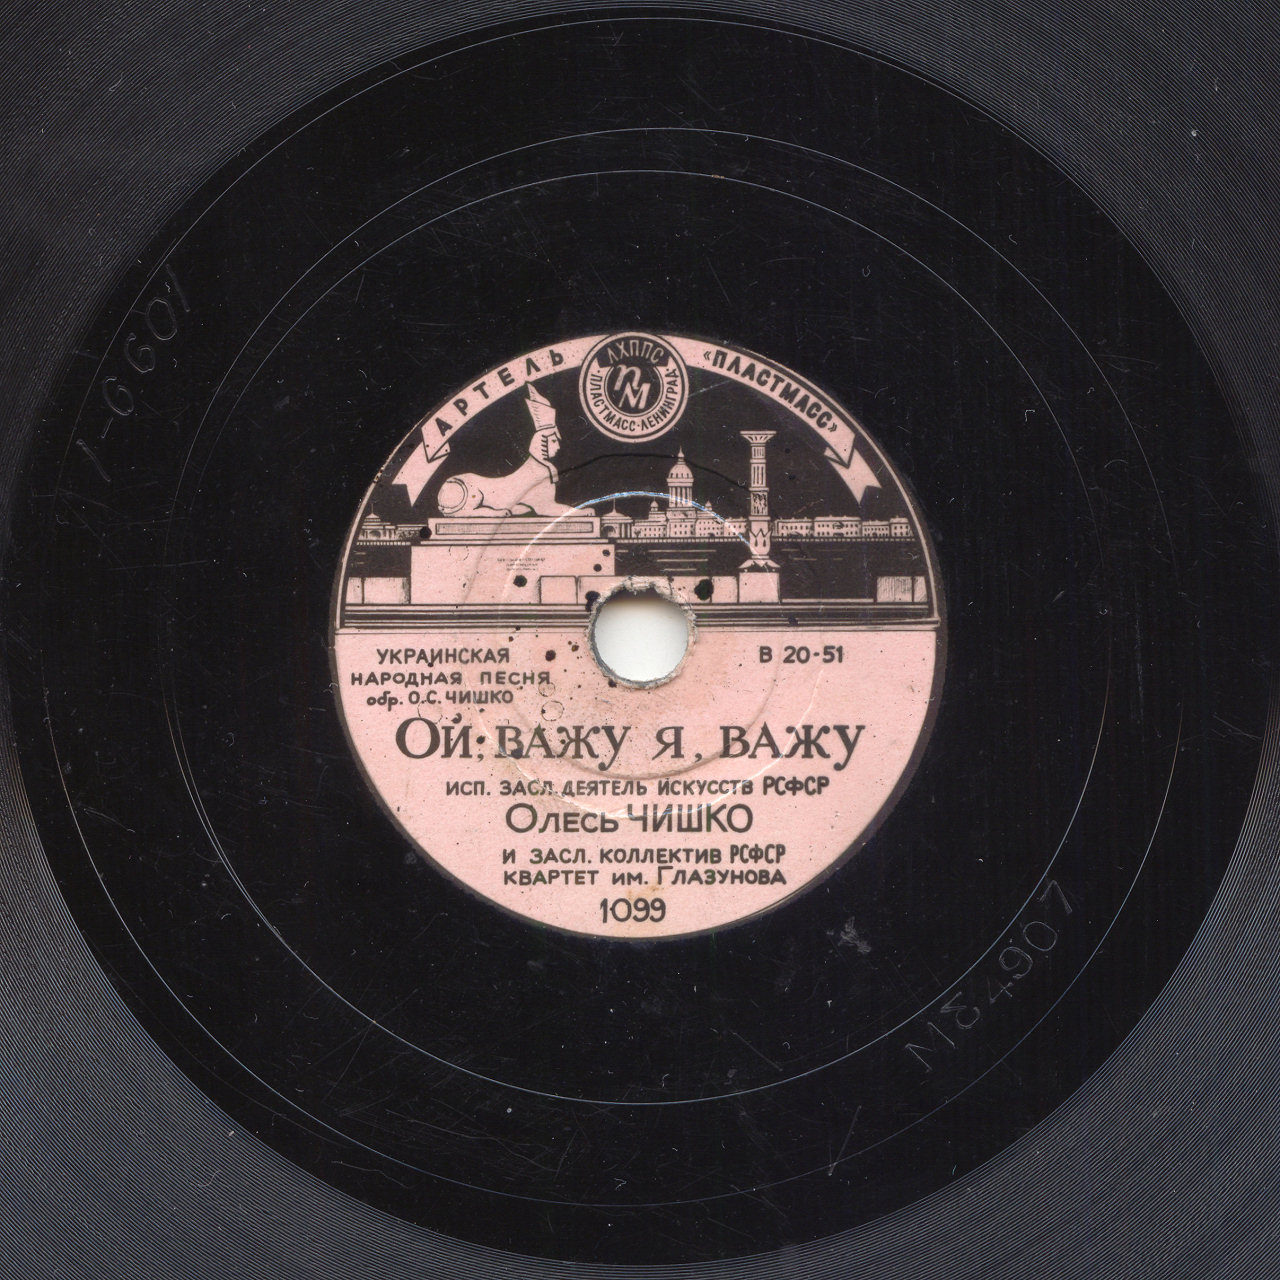 АРТЕЛЬ
ЛХППС
ПМ
ПЛАСТМАСС-ЛЕНИНГРАД
«ПЛАСТМАСС»
УКРАИНСКАЯ
НАРОДНАЯ ПЕСНЯ
обр. О.С. ЧИШКО
В 20-51
ОЙ, ВАЖУ Я, ВАЖУ
ИСП. ЗАСЛ. ДЕЯТЕЛЬ ИСКУССТВ РСФСР
ОЛЕСЬ ЧИШКО
И ЗАСЛ. КОЛЛЕКТИВ РСФСР
КВАРТЕТ ИМ. ГЛАЗУНОВА
1099
1-6601